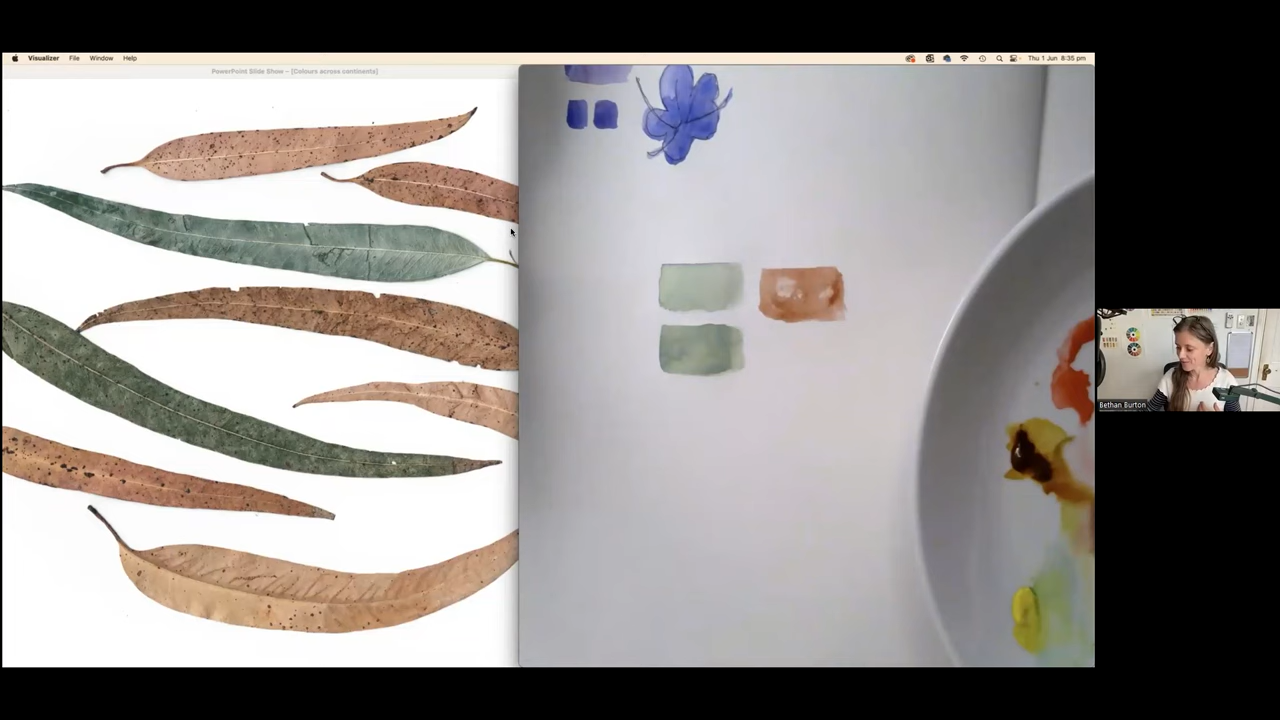 Visualizer File Window Help
Thu 1 Jun 8:35 pm
PowerPoint Slide Show – [Colours across continents]
Bethan Burton